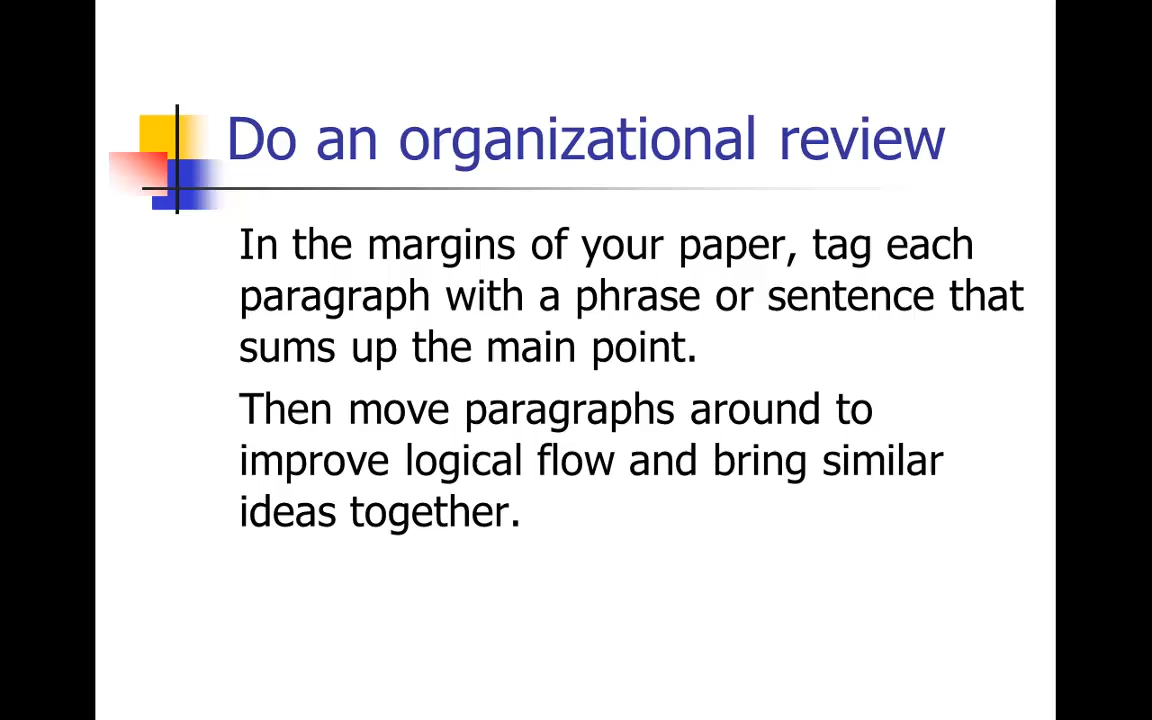 Do an organizational review
In the margins of your paper, tag each
paragraph with a phrase or sentence that
sums up the main point.
Then move paragraphs around to
improve logical flow and bring similar
ideas together.